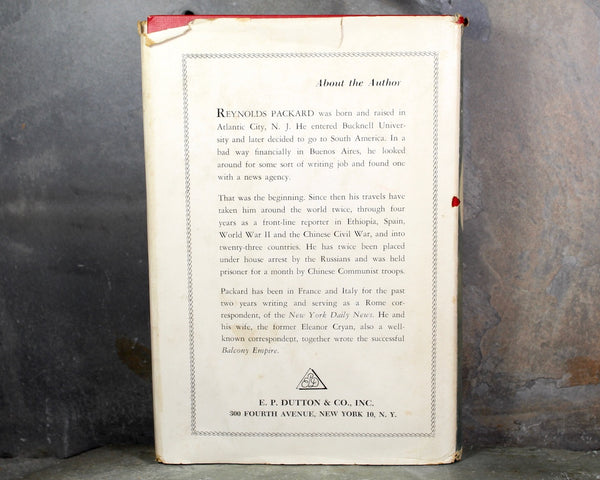 About the Author
REYNOLDS PACKARD was born and raised in
Atlantic City, N. J. He entered Bucknell Univer-
sity and later decided to go to South America. In a
bad way financially in Buenos Aires, he looked
around for some sort of writing job and found one
with a news agency.
That was the beginning. Since then his travels have
taken him around the world twice, through four
years as a front-line reporter in Ethiopia, Spain,
World War II and the Chinese Civil War, and into
twenty-three countries. He has twice been placed
under house arrest by the Russians and was held
prisoner for a month by Chinese Communist troops.
Packard has been in France and Italy for the past
two years writing and serving as a Rome cor-
respondent, of the New York Daily News. He and
his wife, the former Eleanor Cryan, also a well-
known correspondent, together wrote the successful
Balcony Empire.
E. P. DUTTON & CO., INC.
300 FOURTH AVENUE, NEW YORK 10, N. Y.